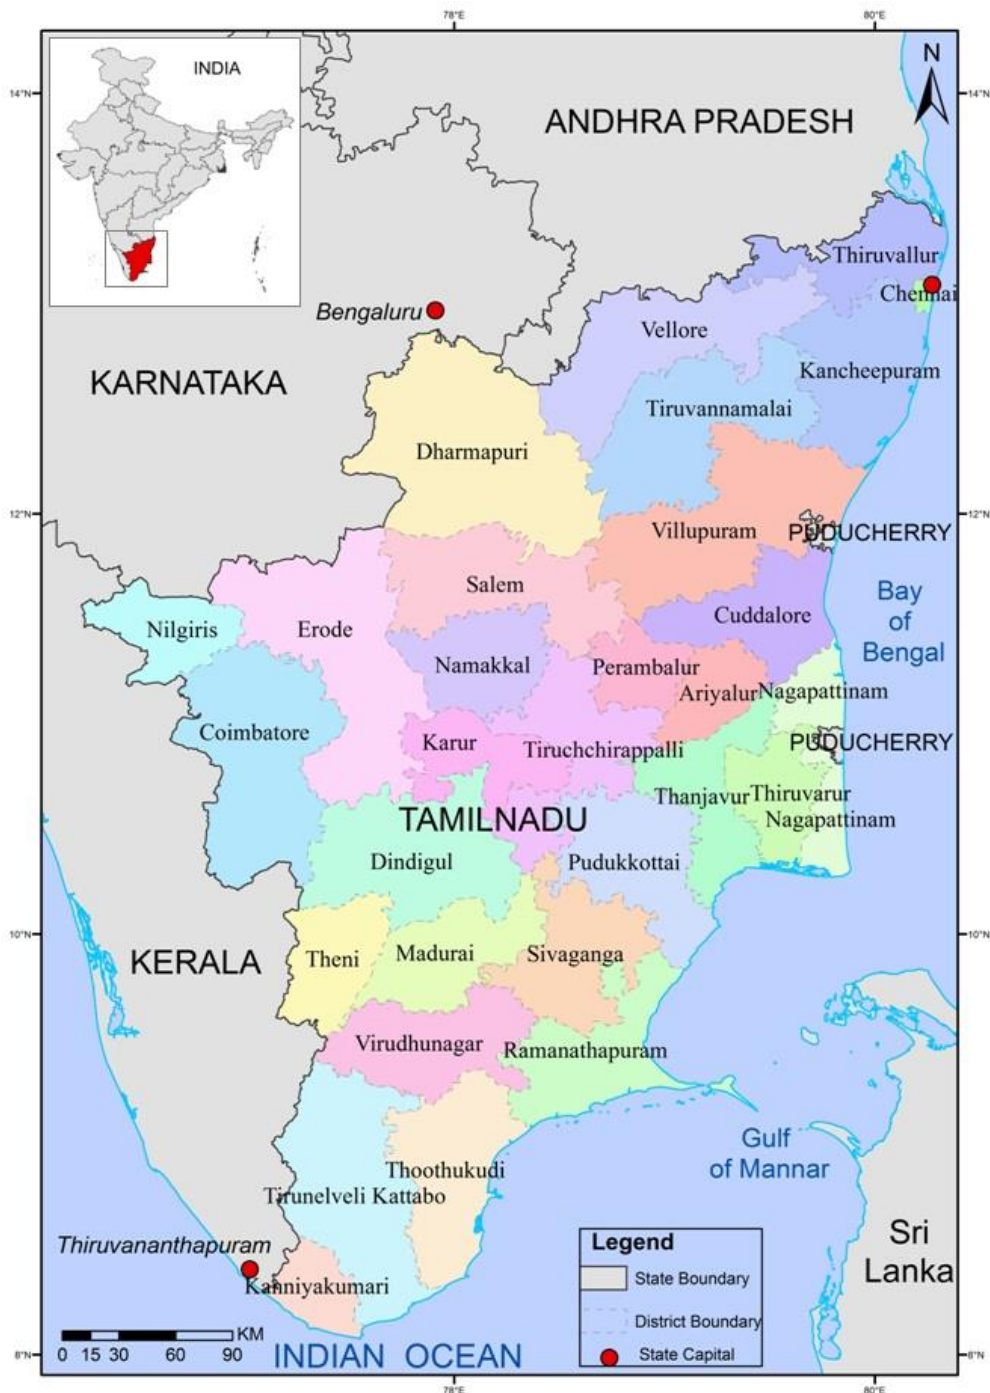 78°E
80°E
INDIA
N
14°N
14°N
ANDHRA PRADESH
Thiruvallur
Chennai
Bengaluru
Vellore
KARNATAKA
Kancheepuram
Tiruvannamalai
Dharmapuri
12°N
12°N
Villupuram
PUDUCHERRY
Salem
Bay
of
Bengal
Cuddalore
Nilgiris
Erode
Namakkal
Perambalur
Ariyalur
Nagapattinam
Coimbatore
Karur
Tiruchchirappalli
PUDUCHERRY
Thanjavur
Thiruvarur
TAMILNADU
Nagapattinam
Dindigul
Pudukkottai
10°N
10°N
KERALA
Theni
Madurai
Sivaganga
Virudhunagar
Ramanathapuram
Gulf
of Mannar
Thoothukudi
Tirunelveli Kattabo
Thiruvananthapuram
Kanniyakumari
Sri
Lanka
Legend
State Boundary
District Boundary
State Capital
KM
0 15 30 60 90
INDIAN OCEAN
8°N
8°N
78°E
80°E